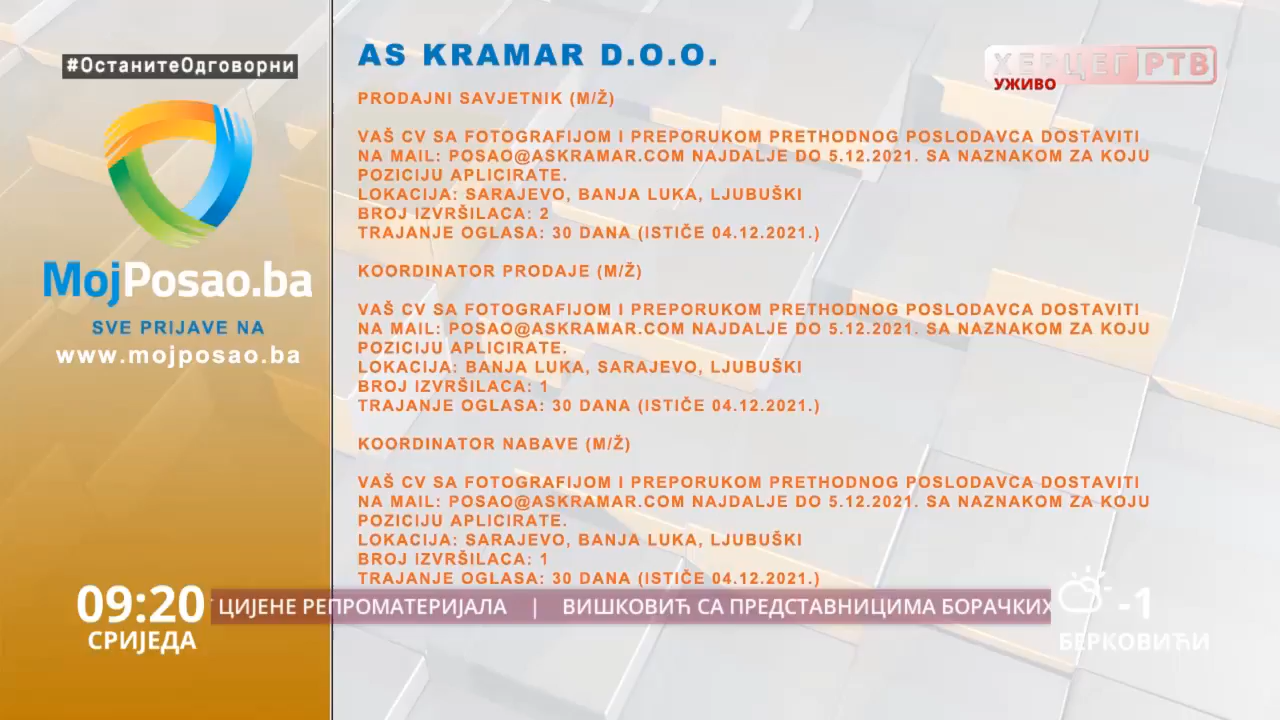 #ОстанитеОдговорни
MojPosao.ba
SVE PRIJAVE NA
www.mojposao.ba
AS KRAMAR D.O.O.
PRODAJNI SAVJETNIK (M/Ž)
VAŠ CV SA FOTOGRAFIJOM I PREPORUKOM PRETHODNOG POSLODAVCA DOSTAVITI
NA MAIL: POSAO@ASKRAMAR.COM NAJDALJE DO 5.12.2021. SA NAZNAKOM ZA KOJU
POZICIJU APLICIRATE.
LOKACIJA: SARAJEVO, BANJA LUKA, LJUBUŠKI
BROJ IZVRŠILACA: 2
TRAJANJE OGLASA: 30 DANA (ISTIČE 04.12.2021.)
KOORDINATOR PRODAJE (M/Ž)
VAŠ CV SA FOTOGRAFIJOM I PREPORUKOM PRETHODNOG POSLODAVCA DOSTAVITI
NA MAIL: POSAO@ASKRAMAR.COM NAJDALJE DO 5.12.2021. SA NAZNAKOM ZA KOJU
POZICIJU APLICIRATE.
LOKACIJA: BANJA LUKA, SARAJEVO, LJUBUŠKI
BROJ IZVRŠILACA: 1
TRAJANJE OGLASA: 30 DANA (ISTIČE 04.12.2021.)
KOORDINATOR NABAVE (M/Ž)
VAŠ CV SA FOTOGRAFIJOM I PREPORUKOM PRETHODNOG POSLODAVCA DOSTAVITI
NA MAIL: POSAO@ASKRAMAR.COM NAJDALJE DO 5.12.2021. SA NAZNAKOM ZA KOJU
POZICIJU APLICIRATE.
LOKACIJA: SARAJEVO, BANJA LUKA, LJUBUŠKI
BROJ IZVRŠILACA: 1
TRAJANJE OGLASA: 30 DANA (ISTIČE 04.12.2021.)
ХЕРЦЕГ РТВ
УЖИВО
09:20
СРИЈЕДА
ЦИЈЕНЕ РЕПРОМАТЕРИЈАЛА | ВИШКОВИЋ СА ПРЕДСТАВНИЦИМА БОРАЧКИХ
-1
БЕРКОВИЋИ